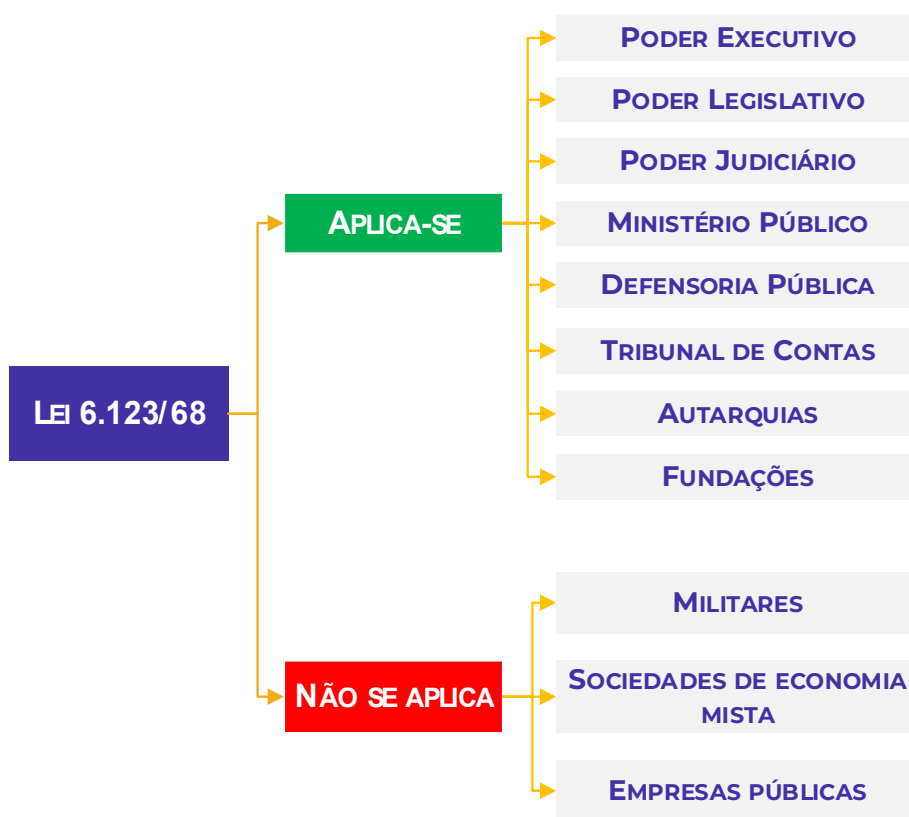 PODER EXECUTIVO
PODER LEGISLATIVO
PODER JUDICIÁRIO
APLICA-SE
MINISTÉRIO PÚBLICO
DEFENSORIA PÚBLICA
TRIBUNAL DE CONTAS
LEI 6.123/68
AUTARQUIAS
FUNDAÇÕES
MILITARES
NÃO SE APLICA
SOCIEDADES DE ECONOMIA
MISTA
EMPRESAS PÚBLICAS